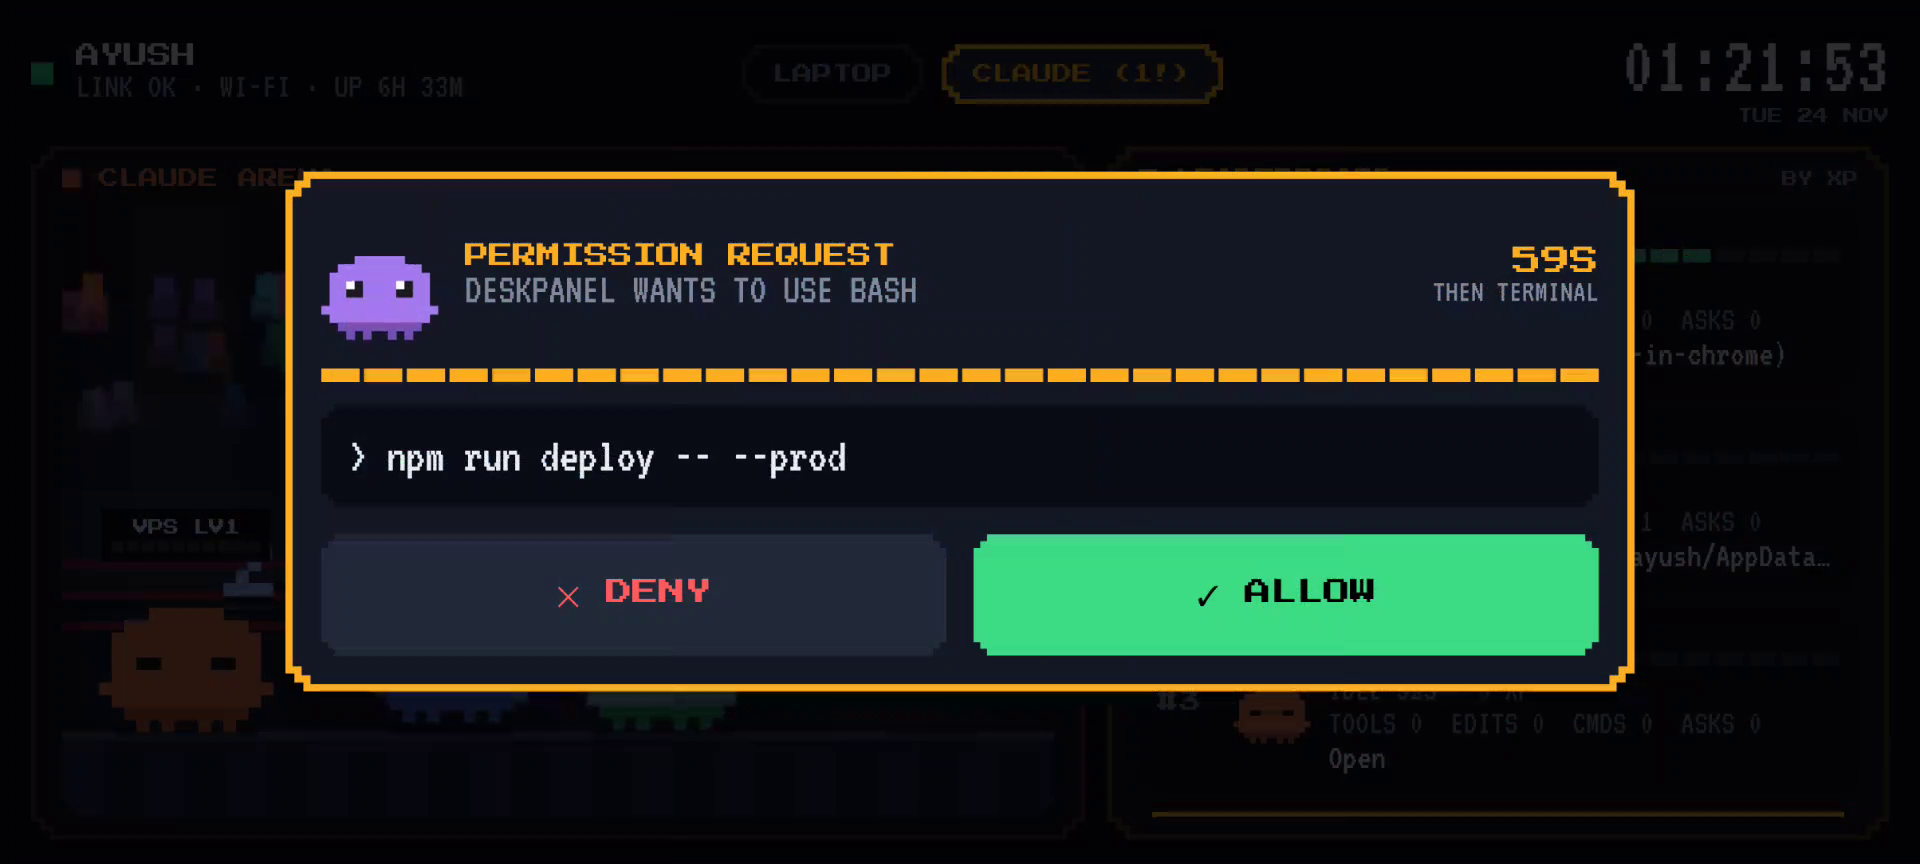 AYUSH
LINK OK · WI-FI · UP 6H 33M
LAPTOP
CLAUDE (1!)
01:21:53
TUE 24 NOV
CLAUDE
BY XP
PERMISSION REQUEST
DESKPANEL WANTS TO USE BASH
59S
THEN TERMINAL
❯ npm run deploy -- --prod
✕ DENY
✓ ALLOW
VPS LV1
0 ASKS 0
-in-chrome)
1 ASKS 0
ayush/AppData…
#3
TOOLS 0 EDITS 0 CMDS 0 ASKS 0
Open